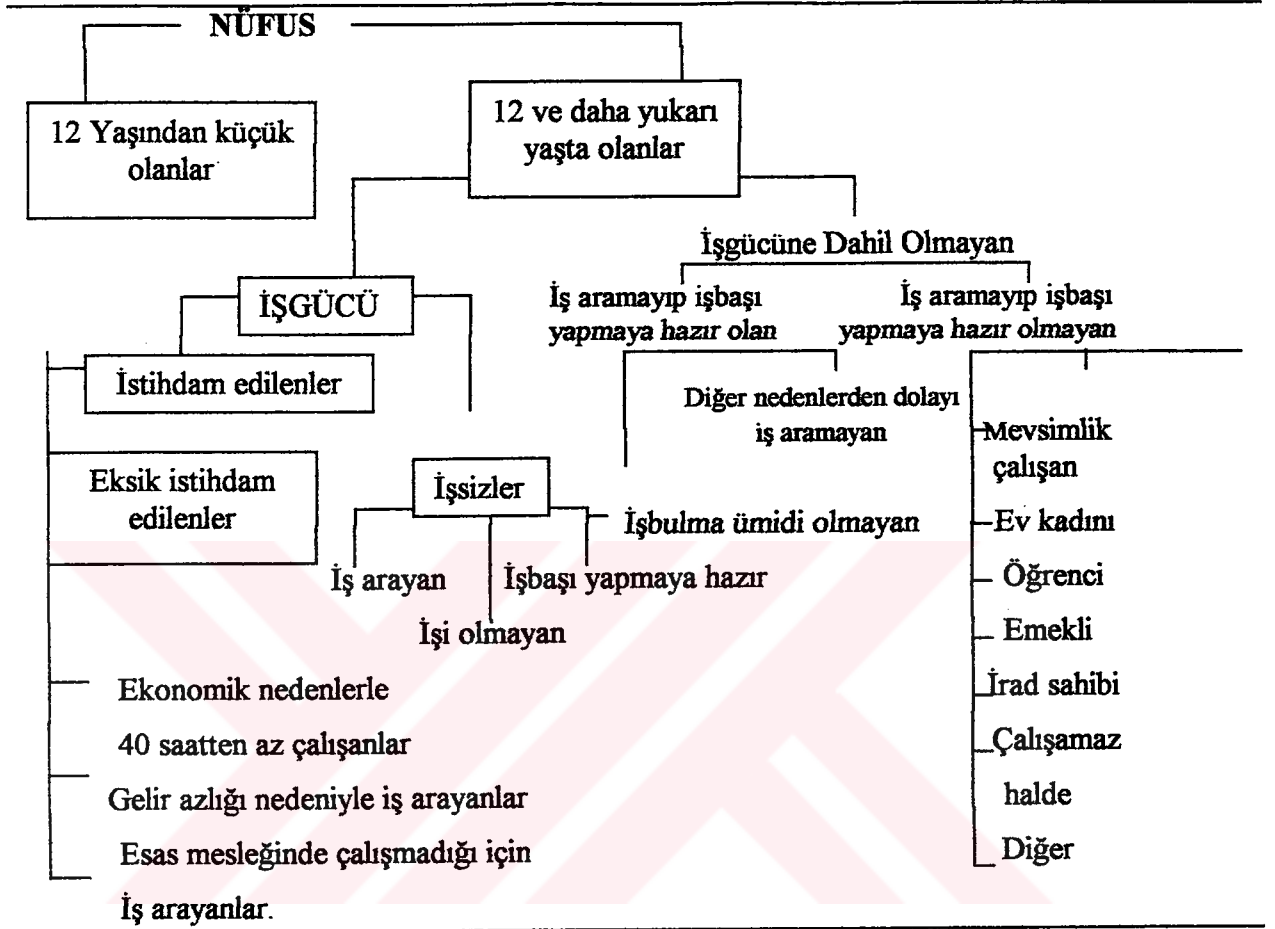 NÜFUS
12 Yaşından küçük
olanlar
12 ve daha yukarı
yaşta olanlar
İşgücüne Dahil Olmayan
İŞGÜCÜ
İş aramayıp işbaşı
yapmaya hazır olan
İş aramayıp işbaşı
yapmaya hazır olmayan
İstihdam edilenler
Diğer nedenlerden dolayı
iş aramayan
Eksik istihdam
edilenler
İşsizler
İşbulma ümidi olmayan
İş arayan
İşbaşı yapmaya hazır
İşi olmayan
Mevsimlik
çalışan
Ev kadını
Öğrenci
Emekli
İrad sahibi
Çalışamaz
halde
Diğer
Ekonomik nedenlerle
40 saatten az çalışanlar
Gelir azlığı nedeniyle iş arayanlar
Esas mesleğinde çalışmadığı için
İş arayanlar.